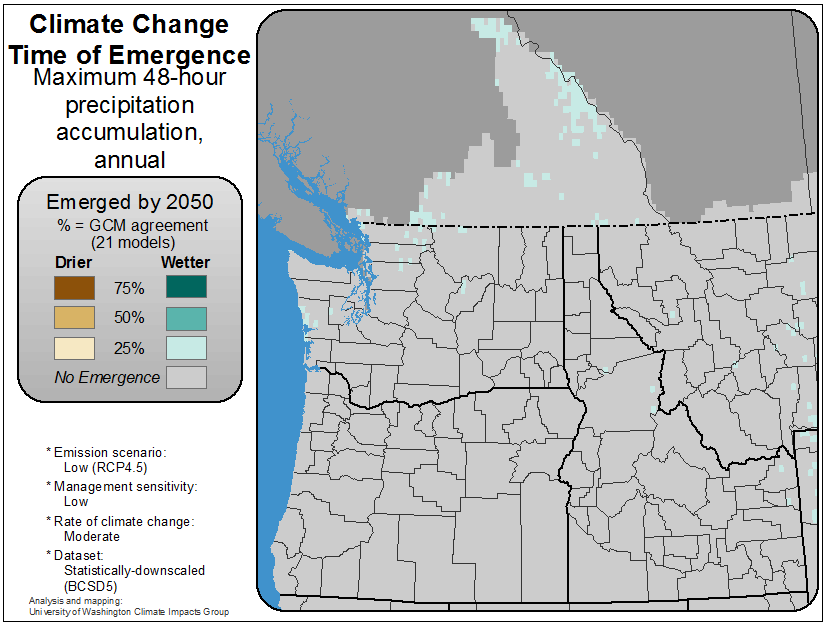 Climate Change
Time of Emergence
Maximum 48-hour
precipitation
accumulation,
annual
Emerged by 2050
% = GCM agreement
(21 models)
Drier Wetter
75%
50%
25%
No Emergence
* Emission scenario:
Low (RCP4.5)
* Management sensitivity:
Low
* Rate of climate change:
Moderate
* Dataset:
Statistically-downscaled
(BCSD5)
Analysis and mapping:
University of Washington Climate Impacts Group